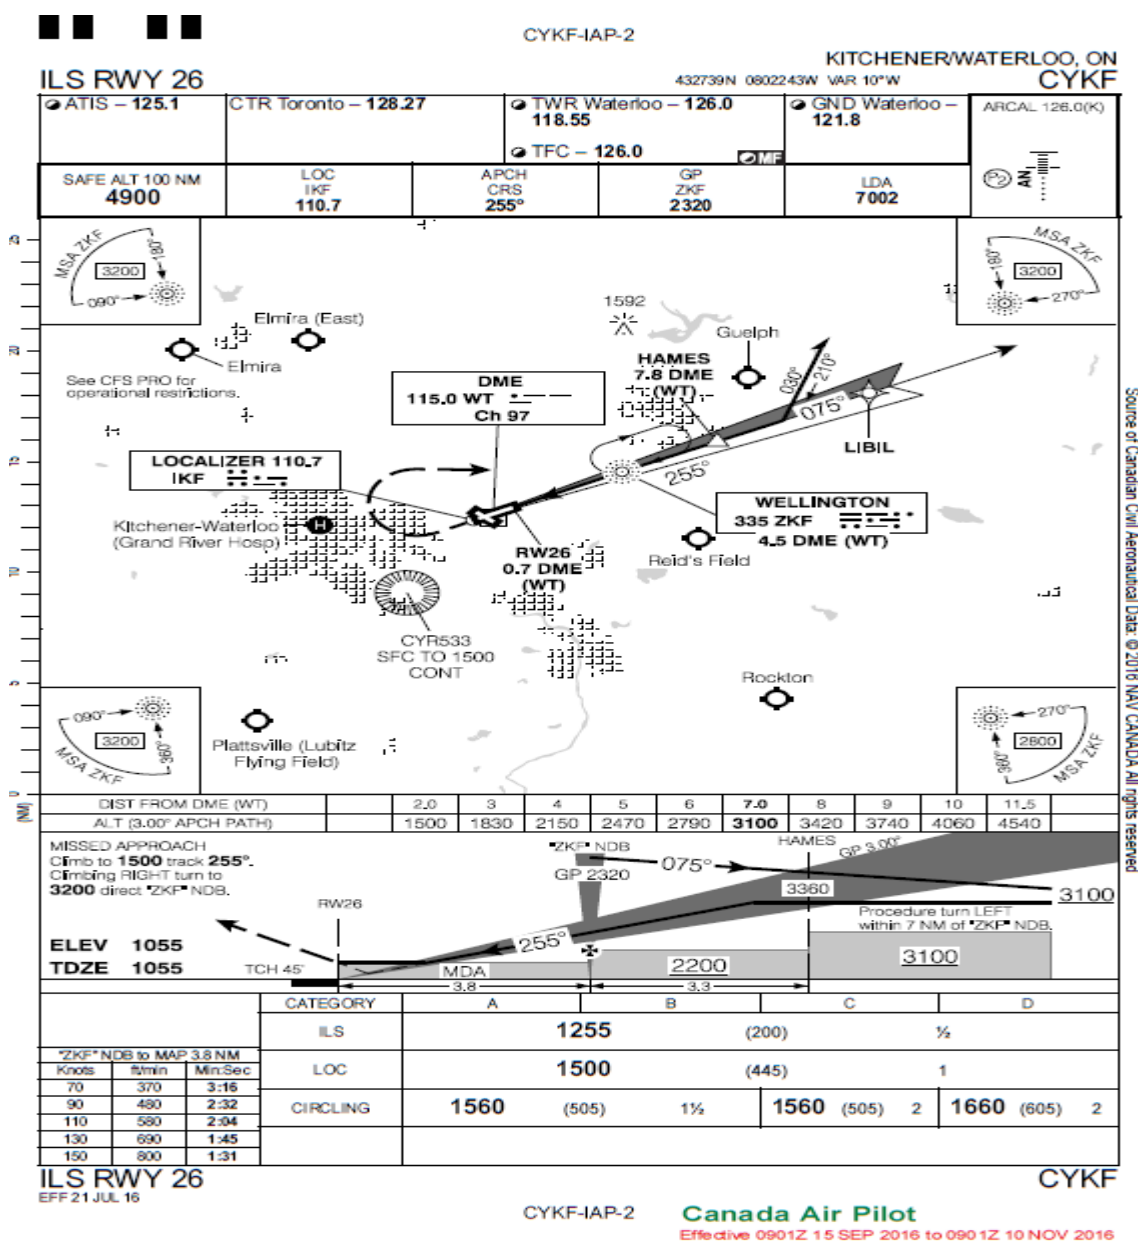 CYKF-IAP-2
KITCHENER/WATERLOO, ON
ILS RWY 26
432739N 0802243W VAR 10°W
CYKF
ATIS – 125.1
CTR Toronto – 128.27
TWR Waterloo – 126.0
118.55
TFC – 126.0
MF
GND Waterloo –
121.8
ARCAL 126.0(K)
P2
AN
SAFE ALT 100 NM
4900
LOC
IKF
110.7
APCH
CRS
255°
GP
ZKF
2320
LDA
7002
MSA ZKF
180°
3200
090°
MSA ZKF
180°
3200
270°
1592
Elmira (East)
Guelph
Elmira
See CFS PRO for
operational restrictions.
HAMES
7.8 DME
(WT)
030°
210°
DME
115.0 WT
Ch 97
075°
LIBIL
LOCALIZER 110.7
IKF
255°
WELLINGTON
335 ZKF
4.5 DME (WT)
Kitchener-Waterloo
(Grand River Hosp)
H
RW26
0.7 DME
(WT)
Reid's Field
CYR533
SFC TO 1500
CONT
Rockton
090°
3200
360°
MSA ZKF
Plattsville (Lubitz
Flying Field)
270°
2800
360°
MSA ZKF
(NM)
DIST FROM DME (WT) 2.0 3 4 5 6 7.0 8 9 10 11.5
ALT (3.00° APCH PATH) 1500 1830 2150 2470 2790 3100 3420 3740 4060 4540
MISSED APPROACH
Climb to 1500 track 255°.
Climbing RIGHT turn to
3200 direct "ZKF" NDB.
"ZKF" NDB
GP 2320
075°
HAMES
GP 3.00°
3360
3100
Procedure turn LEFT
within 7 NM of "ZKF" NDB.
RW26
255°
ELEV 1055
TDZE 1055
TCH 45'
MDA
2200
3100
3.8
3.3
CATEGORY A B C D
ILS 1255 (200) ½
LOC 1500 (445) 1
CIRCLING 1560 (505) 1½ 1560 (505) 2 1660 (605) 2
"ZKF" NDB to MAP 3.8 NM
Knots ft/min Min:Sec
70 370 3:16
90 480 2:32
110 580 2:04
130 690 1:45
150 800 1:31
ILS RWY 26
CYKF
EFF 21 JUL 16
CYKF-IAP-2
Canada Air Pilot
Effective 0901Z 15 SEP 2016 to 0901Z 10 NOV 2016
Source of Canadian Civil Aeronautical Data: © 2016 NAV CANADA All rights reserved